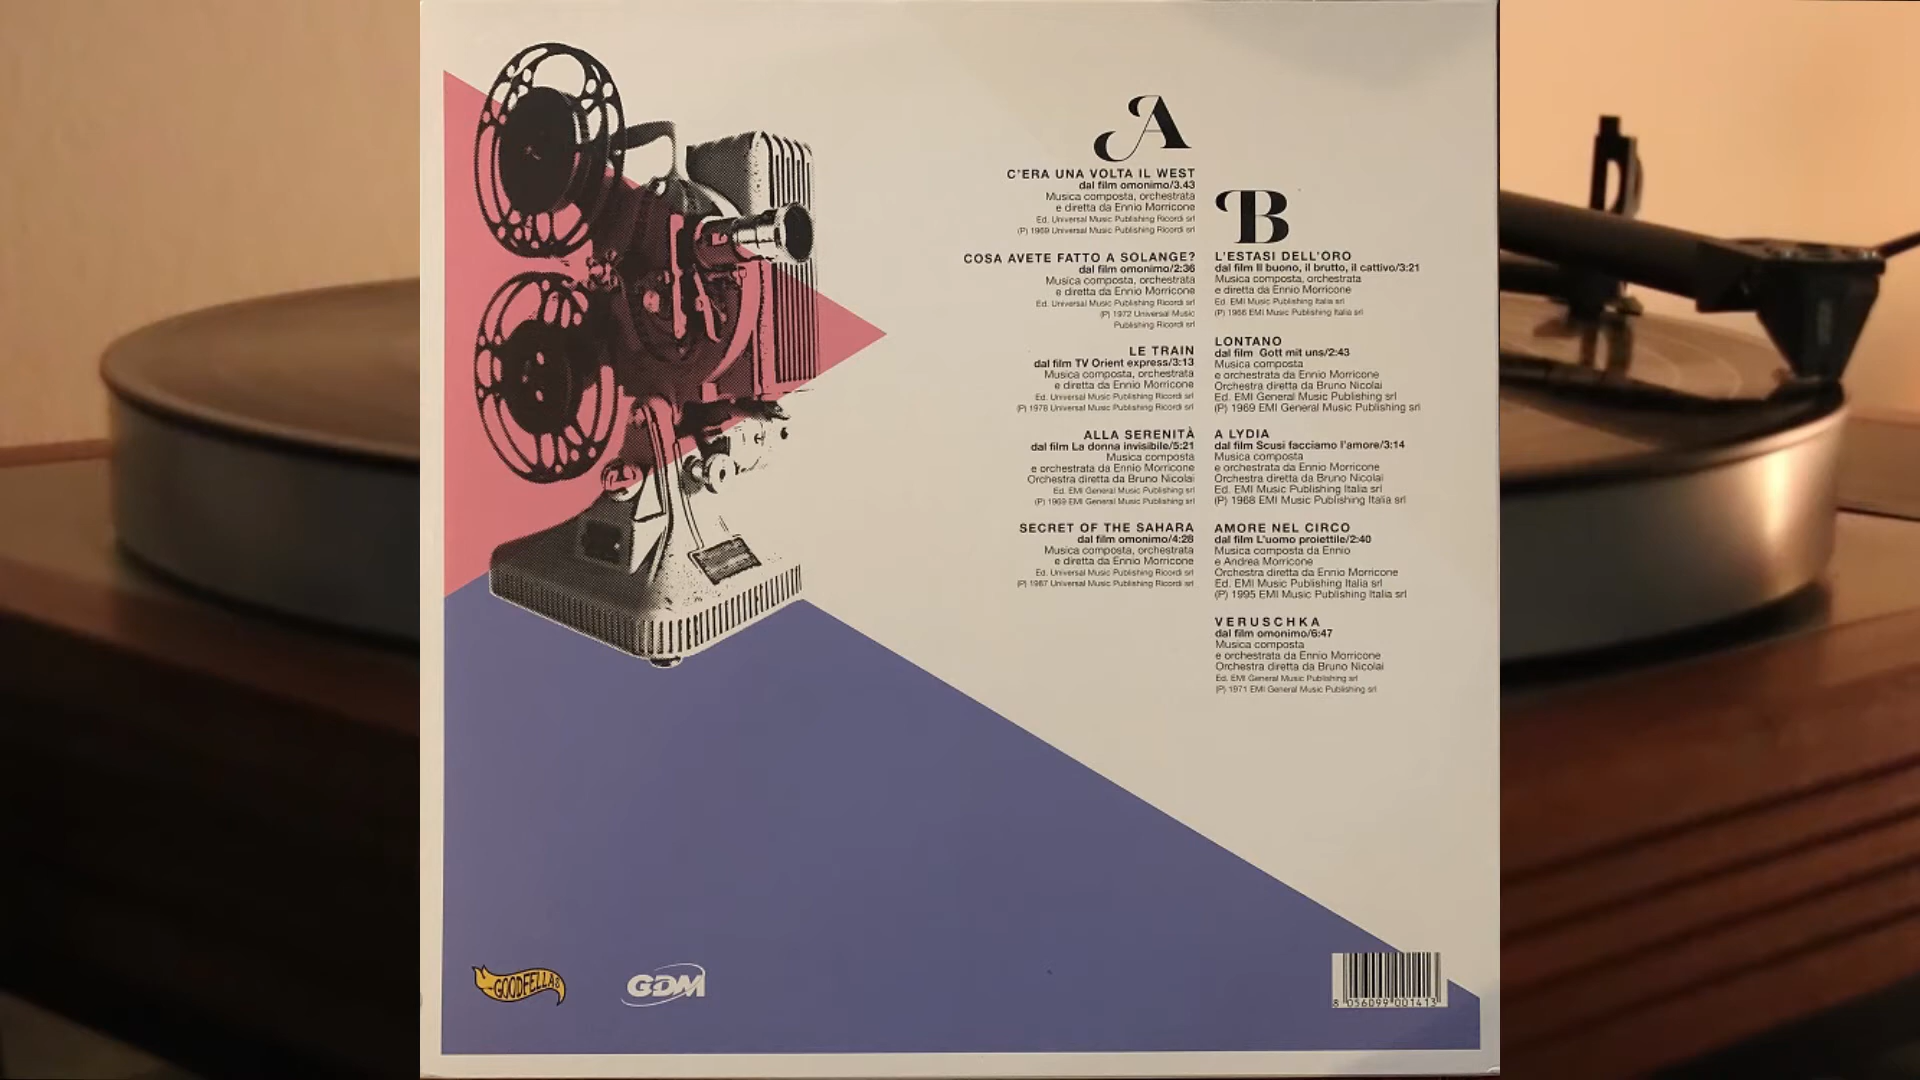 A
C'ERA UNA VOLTA IL WEST
dal film omonimo/3.43
Musica composta, orchestrata
e diretta da Ennio Morricone
Ed. Universal Music Publishing Ricordi srl
(P) 1969 Universal Music Publishing Ricordi srl
COSA AVETE FATTO A SOLANGE?
dal film omonimo/2:36
Musica composta, orchestrata
e diretta da Ennio Morricone
Ed. Universal Music Publishing Ricordi srl
(P) 1972 Universal Music
Publishing Ricordi srl
LE TRAIN
dal film TV Orient express/3:13
Musica composta, orchestrata
e diretta da Ennio Morricone
Ed. Universal Music Publishing Ricordi srl
(P) 1978 Universal Music Publishing Ricordi srl
ALLA SERENITÀ
dal film La donna invisibile/5:21
Musica composta
e orchestrata da Ennio Morricone
Orchestra diretta da Bruno Nicolai
Ed. EMI General Music Publishing srl
(P) 1969 EMI General Music Publishing srl
SECRET OF THE SAHARA
dal film omonimo/4:28
Musica composta, orchestrata
e diretta da Ennio Morricone
Ed. Universal Music Publishing Ricordi srl
(P) 1987 Universal Music Publishing Ricordi srl
B
L'ESTASI DELL'ORO
dal film Il buono, il brutto, il cattivo/3:21
Musica composta, orchestrata
e diretta da Ennio Morricone
Ed. EMI Music Publishing Italia srl
(P) 1966 EMI Music Publishing Italia srl
LONTANO
dal film Gott mit uns/2:43
Musica composta
e orchestrata da Ennio Morricone
Orchestra diretta da Bruno Nicolai
Ed. EMI General Music Publishing srl
(P) 1969 EMI General Music Publishing srl
A LYDIA
dal film Scusi facciamo l'amore/3:14
Musica composta
e orchestrata da Ennio Morricone
Orchestra diretta da Bruno Nicolai
Ed. EMI Music Publishing Italia srl
(P) 1968 EMI Music Publishing Italia srl
AMORE NEL CIRCO
dal film L'uomo proiettile/2:40
Musica composta da Ennio
e Andrea Morricone
Orchestra diretta da Ennio Morricone
Ed. EMI Music Publishing Italia srl
(P) 1995 EMI Music Publishing Italia srl
VERUSCHKA
dal film omonimo/6:47
Musica composta
e orchestrata da Ennio Morricone
Orchestra diretta da Bruno Nicolai
Ed. EMI General Music Publishing srl
(P) 1971 EMI General Music Publishing srl
GOODFELLAS
GDM
8 056099 001413